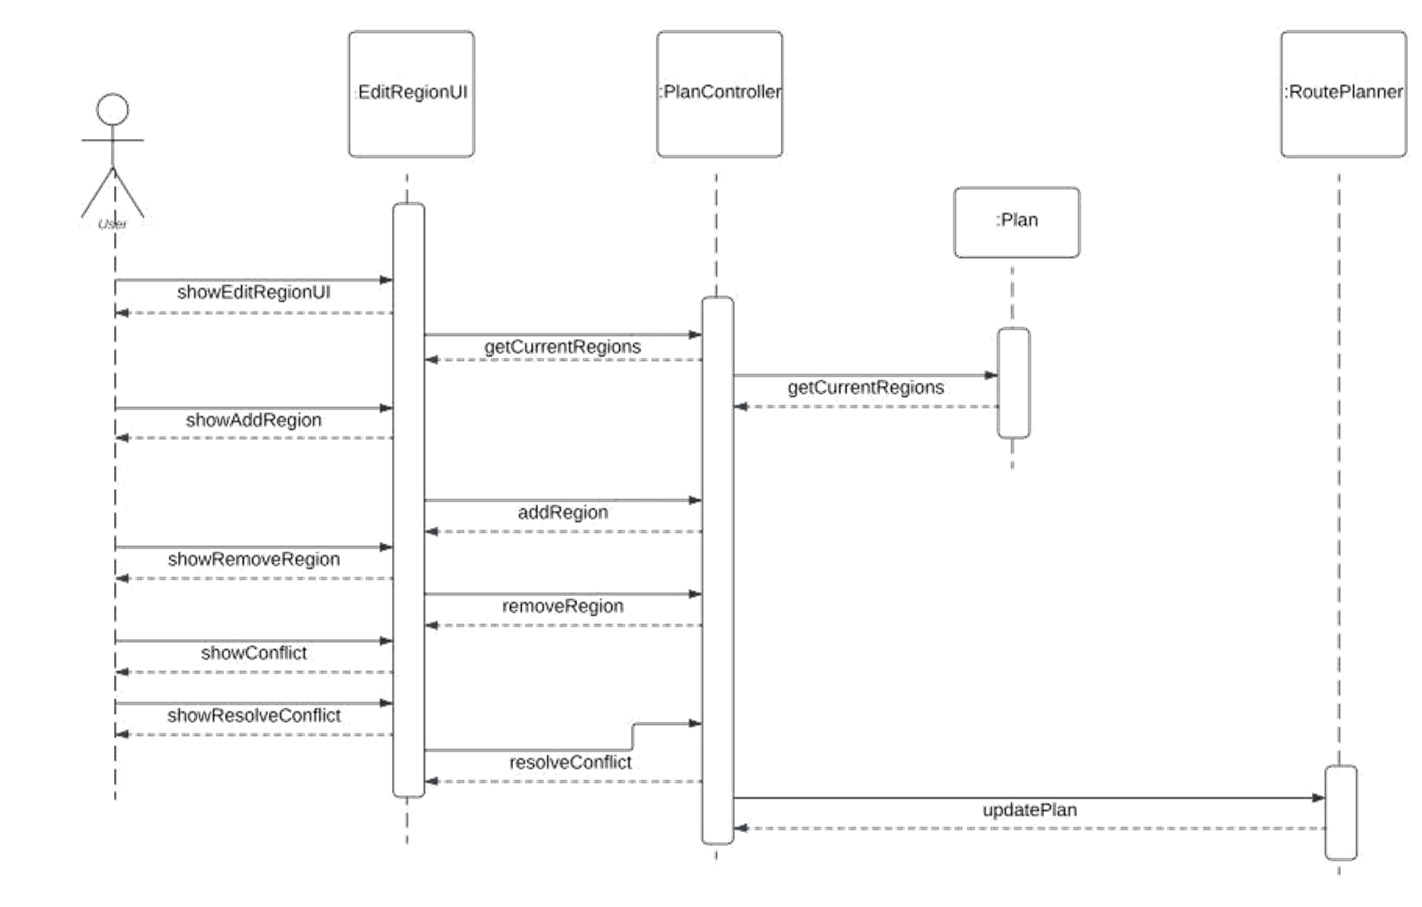 :EditRegionUI
:PlanController
:RoutePlanner
:Plan
User
showEditRegionUI
getCurrentRegions
getCurrentRegions
showAddRegion
addRegion
showRemoveRegion
removeRegion
showConflict
showResolveConflict
resolveConflict
updatePlan